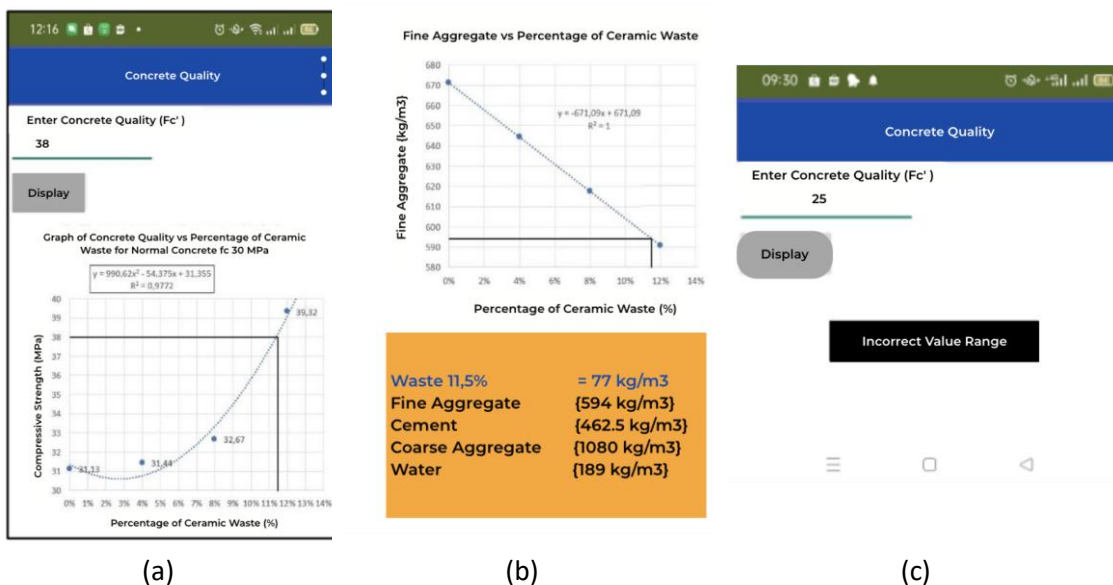 12:16
Concrete Quality
Enter Concrete Quality (Fc' )
38
Display
Graph of Concrete Quality vs Percentage of Ceramic
Waste for Normal Concrete fc 30 MPa
y = 990,62x² - 54,375x + 31,355
R² = 0,9772
Compressive Strength (MPa)
40
39
38
37
36
35
34
33
32
31
30
39,32
32,67
31,44
31,13
0% 1% 2% 3% 4% 5% 6% 7% 8% 9% 10% 11% 12% 13% 14%
Percentage of Ceramic Waste (%)
(a)
Fine Aggregate vs Percentage of Ceramic Waste
Fine Aggregate {kg/m3)
680
670
660
650
640
630
620
610
600
590
580
y = -671,09x + 671,09
R² = 1
0% 2% 4% 6% 8% 10% 12% 14%
Percentage of Ceramic Waste (%)
Waste 11,5% = 77 kg/m3
Fine Aggregate {594 kg/m3}
Cement {462.5 kg/m3}
Coarse Aggregate {1080 kg/m3}
Water {189 kg/m3}
(b)
09:30
Concrete Quality
Enter Concrete Quality (Fc' )
25
Display
Incorrect Value Range
(c)